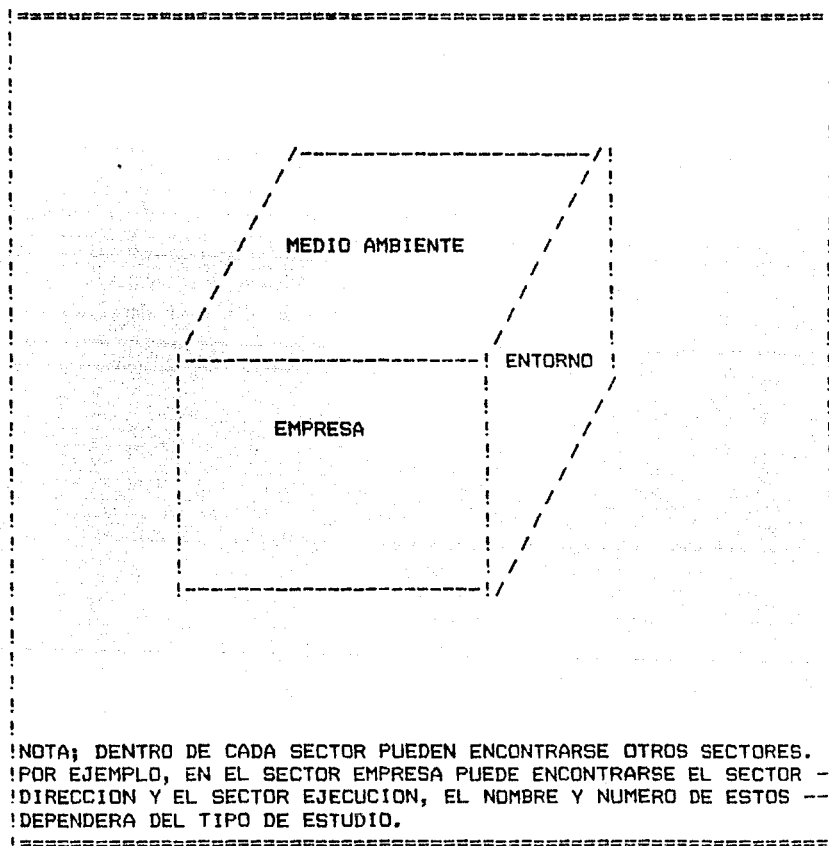 MEDIO AMBIENTE
ENTORNO
EMPRESA
NOTA; DENTRO DE CADA SECTOR PUEDEN ENCONTRARSE OTROS SECTORES.
POR EJEMPLO, EN EL SECTOR EMPRESA PUEDE ENCONTRARSE EL SECTOR -
DIRECCION Y EL SECTOR EJECUCION, EL NOMBRE Y NUMERO DE ESTOS --
DEPENDERA DEL TIPO DE ESTUDIO.